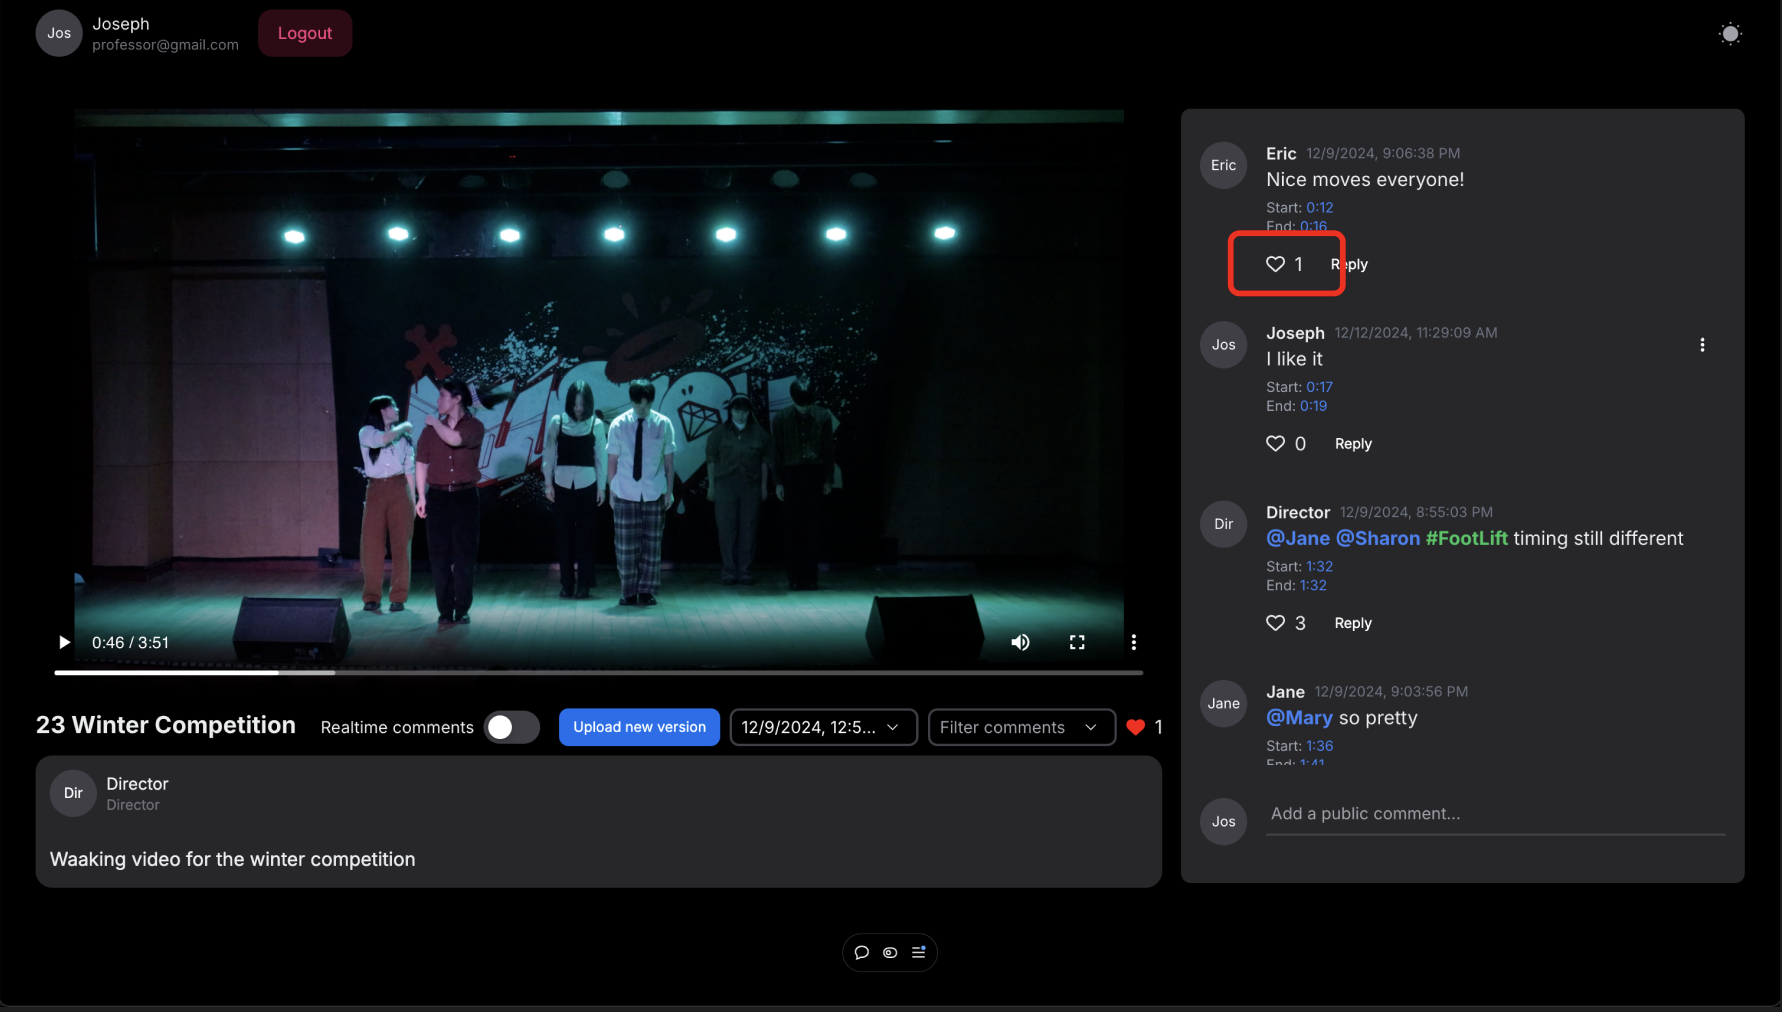 Jos
Joseph
professor@gmail.com
Logout
0:46 / 3:51
23 Winter Competition
Realtime comments
Upload new version
12/9/2024, 12:5...
Filter comments
1
Dir
Director
Director
Waaking video for the winter competition
Eric
Eric 12/9/2024, 9:06:38 PM
Nice moves everyone!
Start: 0:12
End: 0:16
1 Reply
Jos
Joseph 12/12/2024, 11:29:09 AM
I like it
Start: 0:17
End: 0:19
0 Reply
Dir
Director 12/9/2024, 8:55:03 PM
@Jane @Sharon #FootLift timing still different
Start: 1:32
End: 1:32
3 Reply
Jane
Jane 12/9/2024, 9:03:56 PM
@Mary so pretty
Start: 1:36
End: 1:41
Jos
Add a public comment...